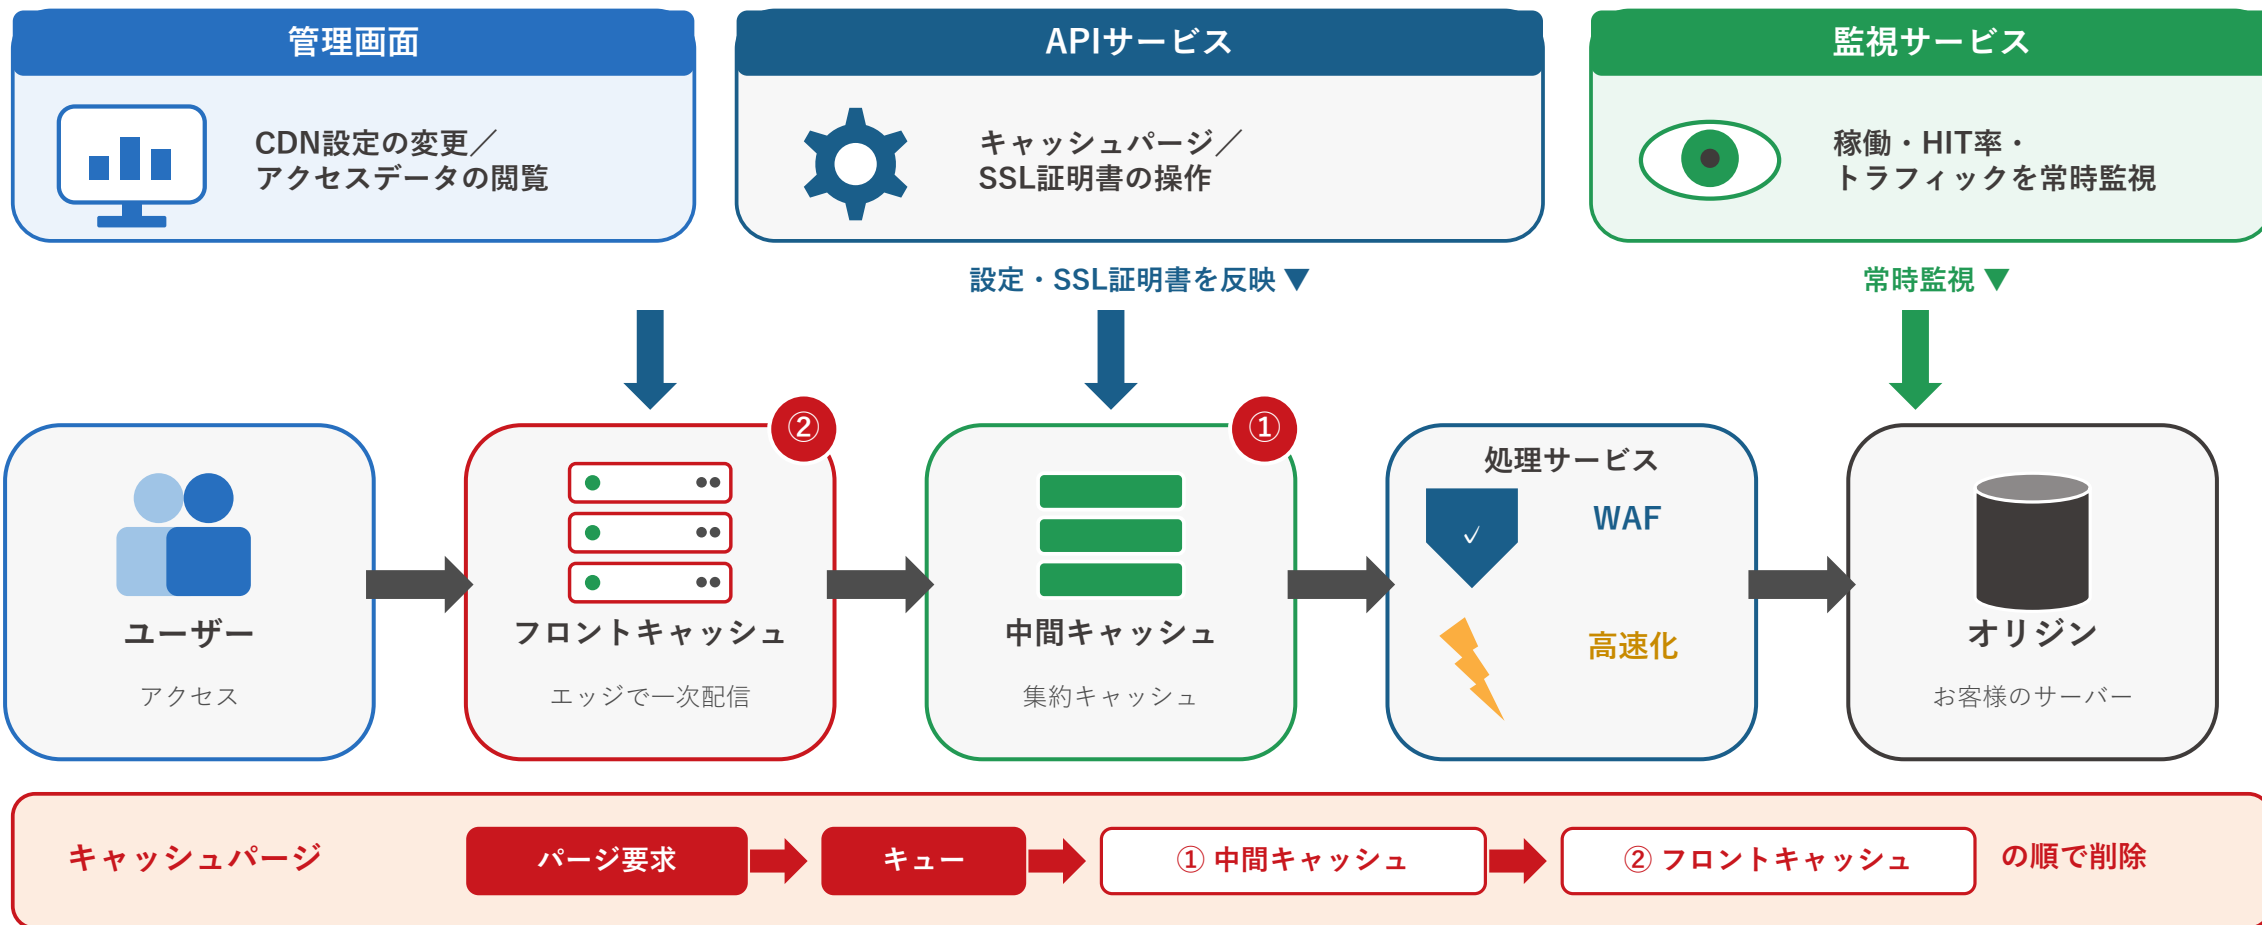 管理画面
CDN設定の変更／
アクセスデータの閲覧
APIサービス
キャッシュパージ／
SSL証明書の操作
監視サービス
稼働・HIT率・
トラフィックを常時監視
設定・SSL証明書を反映 ▼
常時監視 ▼
ユーザー
アクセス
②
フロントキャッシュ
エッジで一次配信
①
中間キャッシュ
集約キャッシュ
処理サービス
✓
WAF
高速化
オリジン
お客様のサーバー
キャッシュパージ
パージ要求
キュー
① 中間キャッシュ
② フロントキャッシュ
の順で削除